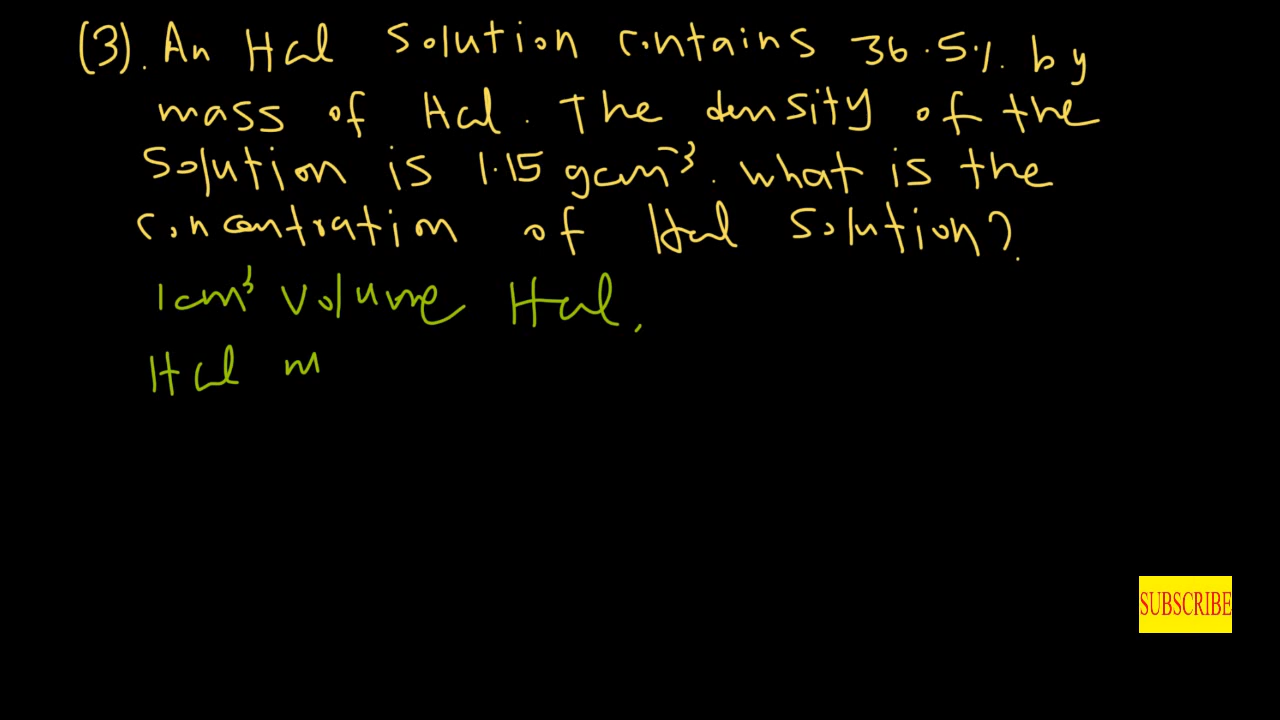 (3). An Hcl solution contains 36.5%. by
mass of Hcl. The density of the
solution is 1.15 gcm⁻³. what is the
concentration of Hcl solution?
1cm³ volume Hcl,
Hcl m
SUBSCRIBE